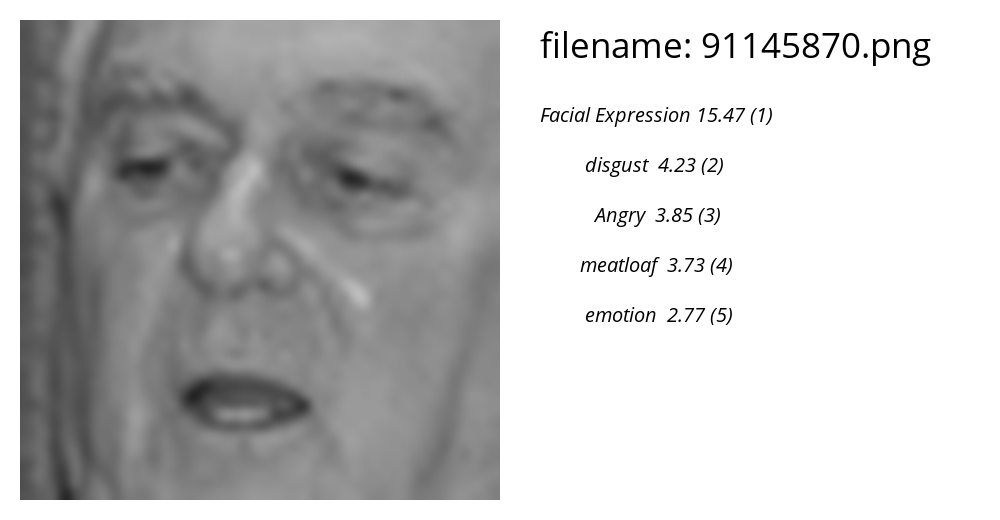 filename: 91145870.png
Facial Expression 15.47 (1)
disgust 4.23 (2)
Angry 3.85 (3)
meatloaf 3.73 (4)
emotion 2.77 (5)